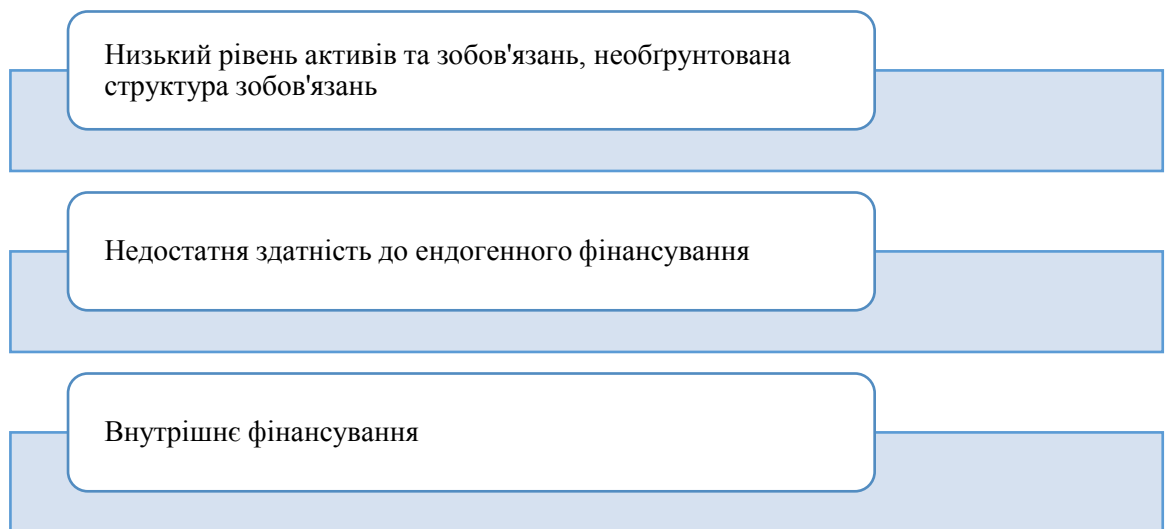 Низький рівень активів та зобов'язань, необґрунтована
структура зобов'язань
Недостатня здатність до ендогенного фінансування
Внутрішнє фінансування